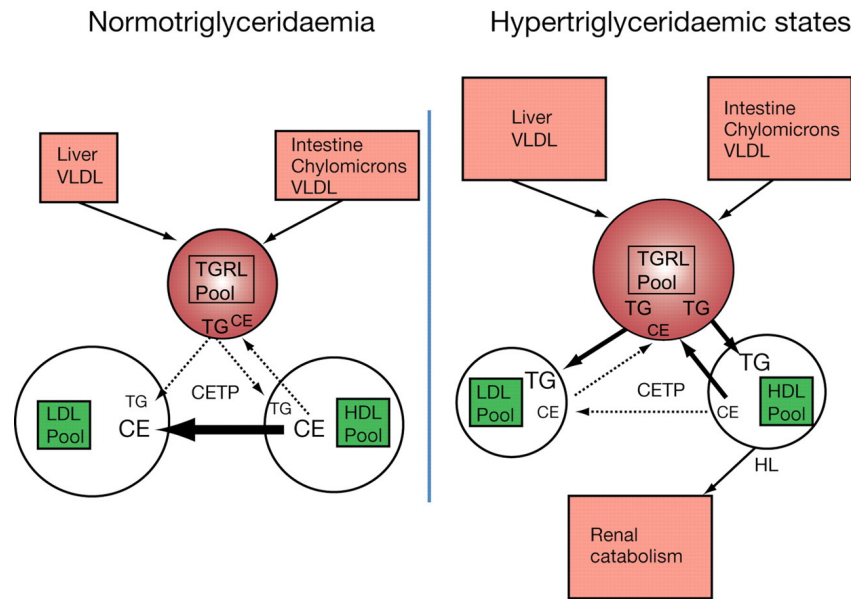 Normotriglyceridaemia
Liver
VLDL
Intestine
Chylomicrons
VLDL
TGRL
Pool
TG CE
TG
CETP
TG
LDL
Pool
CE
CE
HDL
Pool
Hypertriglyceridaemic states
Liver
VLDL
Intestine
Chylomicrons
VLDL
TGRL
Pool
TG TG
CE
TG
TG
LDL
Pool
CE
CETP
CE
HDL
Pool
HL
Renal
catabolism